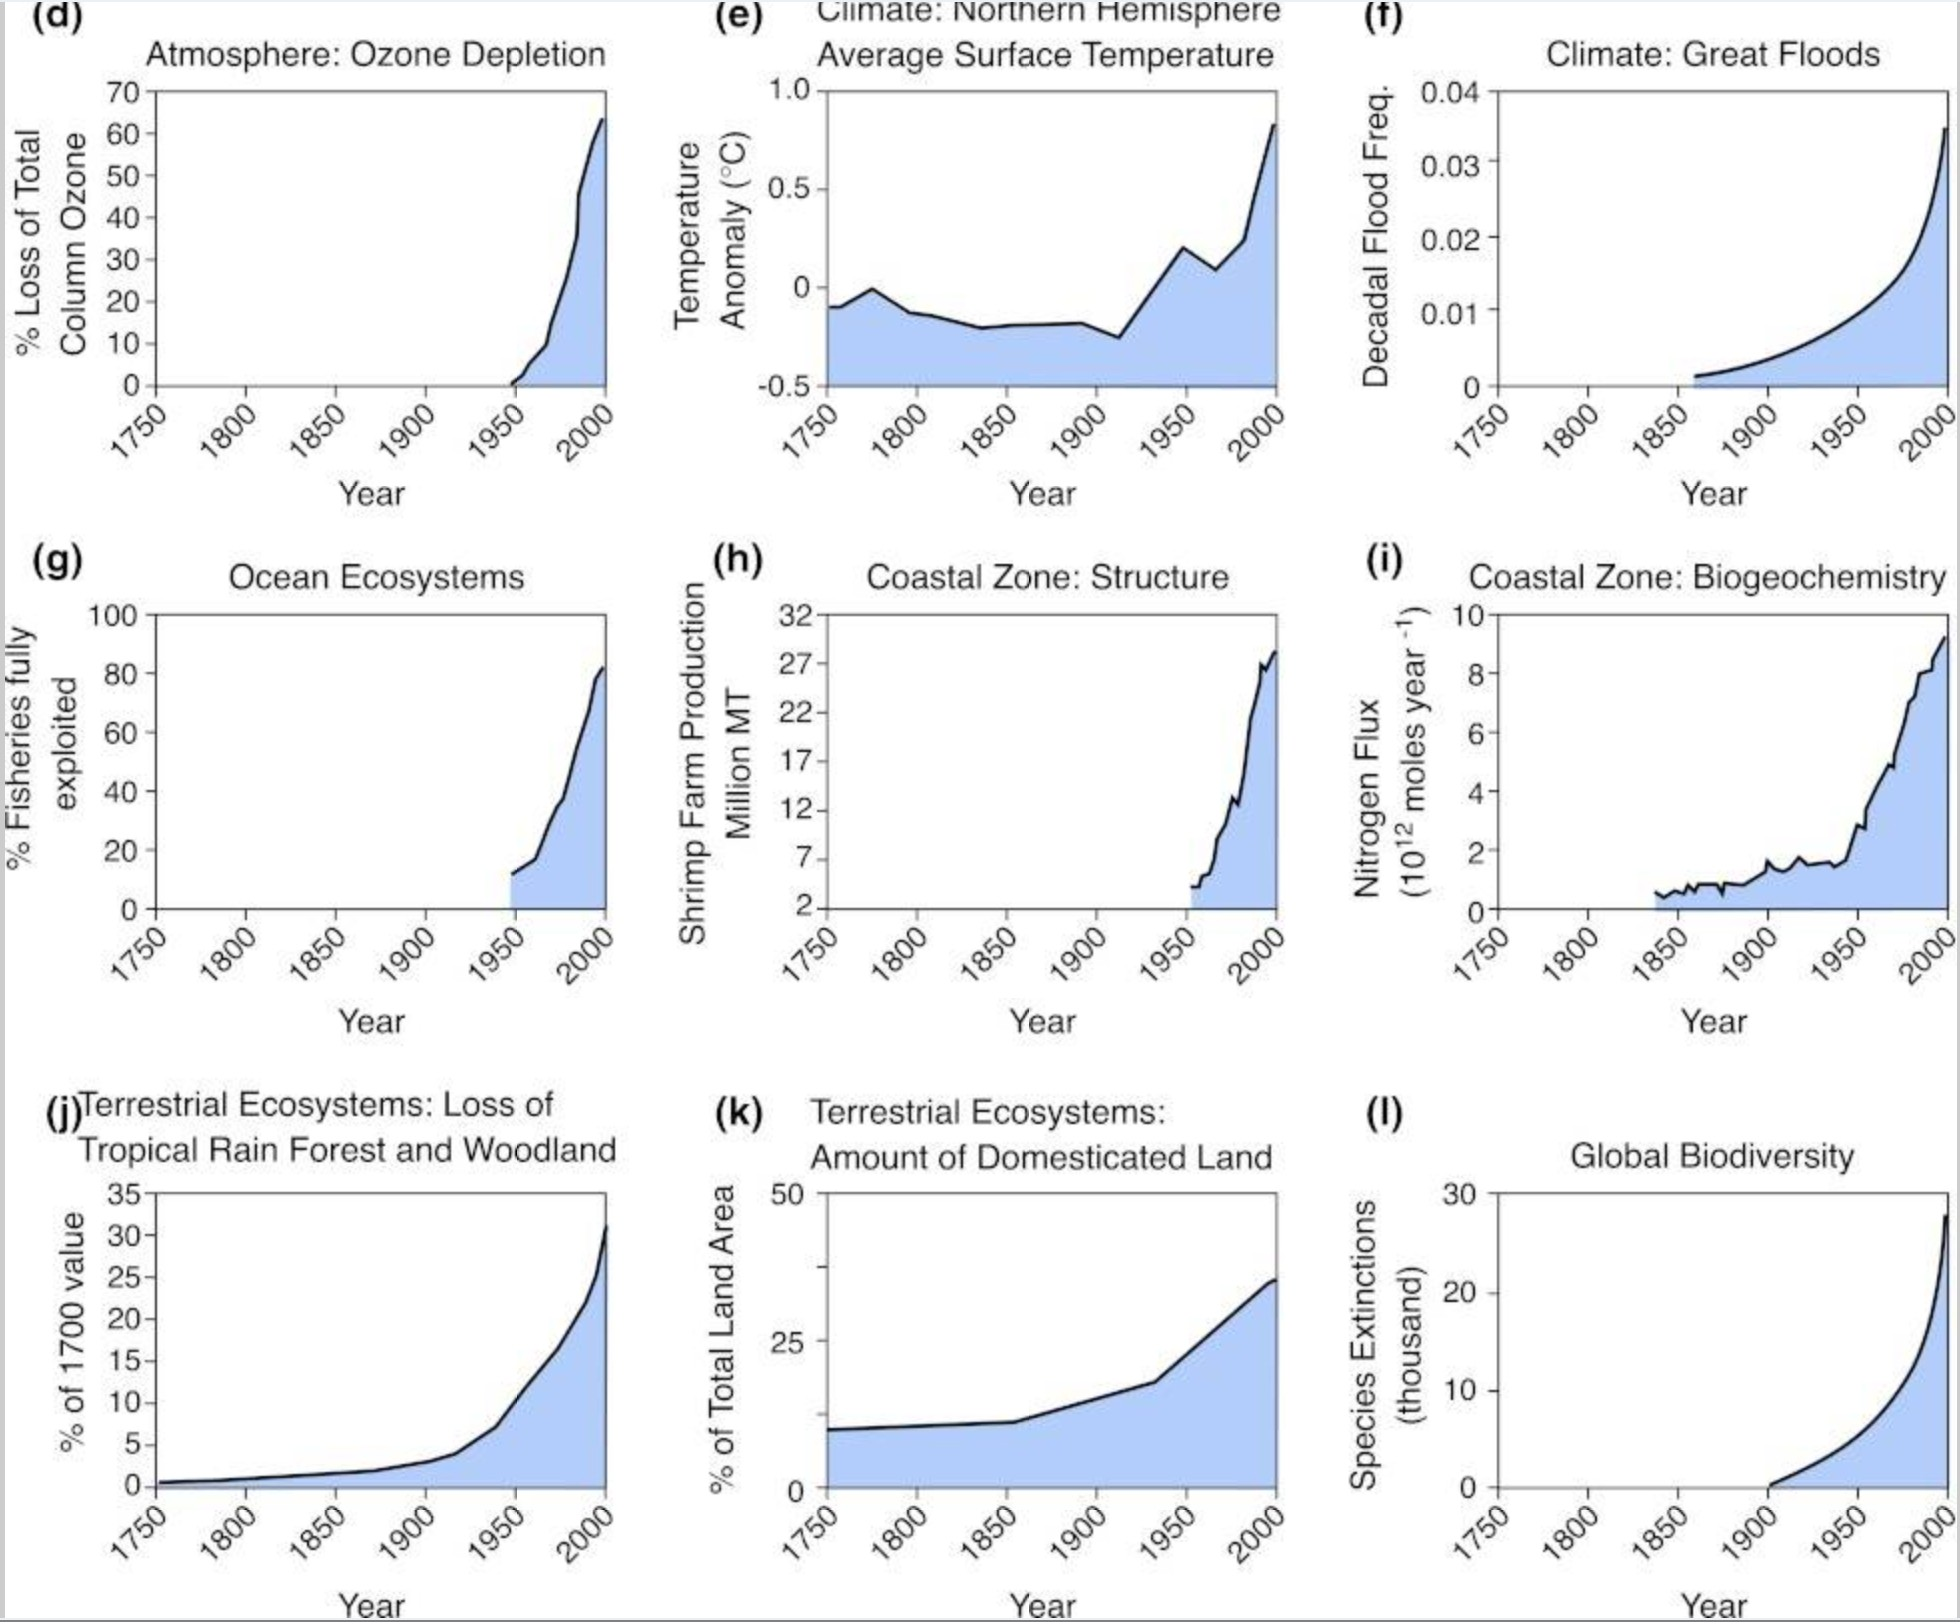 (d)
Atmosphere: Ozone Depletion
% Loss of Total
Column Ozone
70
60
50
40
30
20
10
0
1750
1800
1850
1900
1950
2000
Year
(e)
Climate: Northern Hemisphere
Average Surface Temperature
Temperature
Anomaly (°C)
1.0
0.5
0
-0.5
1750
1800
1850
1900
1950
2000
Year
(f)
Climate: Great Floods
Decadal Flood Freq.
0.04
0.03
0.02
0.01
0
1750
1800
1850
1900
1950
2000
Year
(g)
Ocean Ecosystems
% Fisheries fully
exploited
100
80
60
40
20
0
1750
1800
1850
1900
1950
2000
Year
(h)
Coastal Zone: Structure
Shrimp Farm Production
Million MT
32
27
22
17
12
7
2
1750
1800
1850
1900
1950
2000
Year
(i)
Coastal Zone: Biogeochemistry
Nitrogen Flux
(10¹² moles year ⁻¹)
10
8
6
4
2
0
1750
1800
1850
1900
1950
2000
Year
(j)
Terrestrial Ecosystems: Loss of
Tropical Rain Forest and Woodland
% of 1700 value
35
30
25
20
15
10
5
0
1750
1800
1850
1900
1950
2000
Year
(k)
Terrestrial Ecosystems:
Amount of Domesticated Land
% of Total Land Area
50
25
0
1750
1800
1850
1900
1950
2000
Year
(l)
Global Biodiversity
Species Extinctions
(thousand)
30
20
10
0
1750
1800
1850
1900
1950
2000
Year